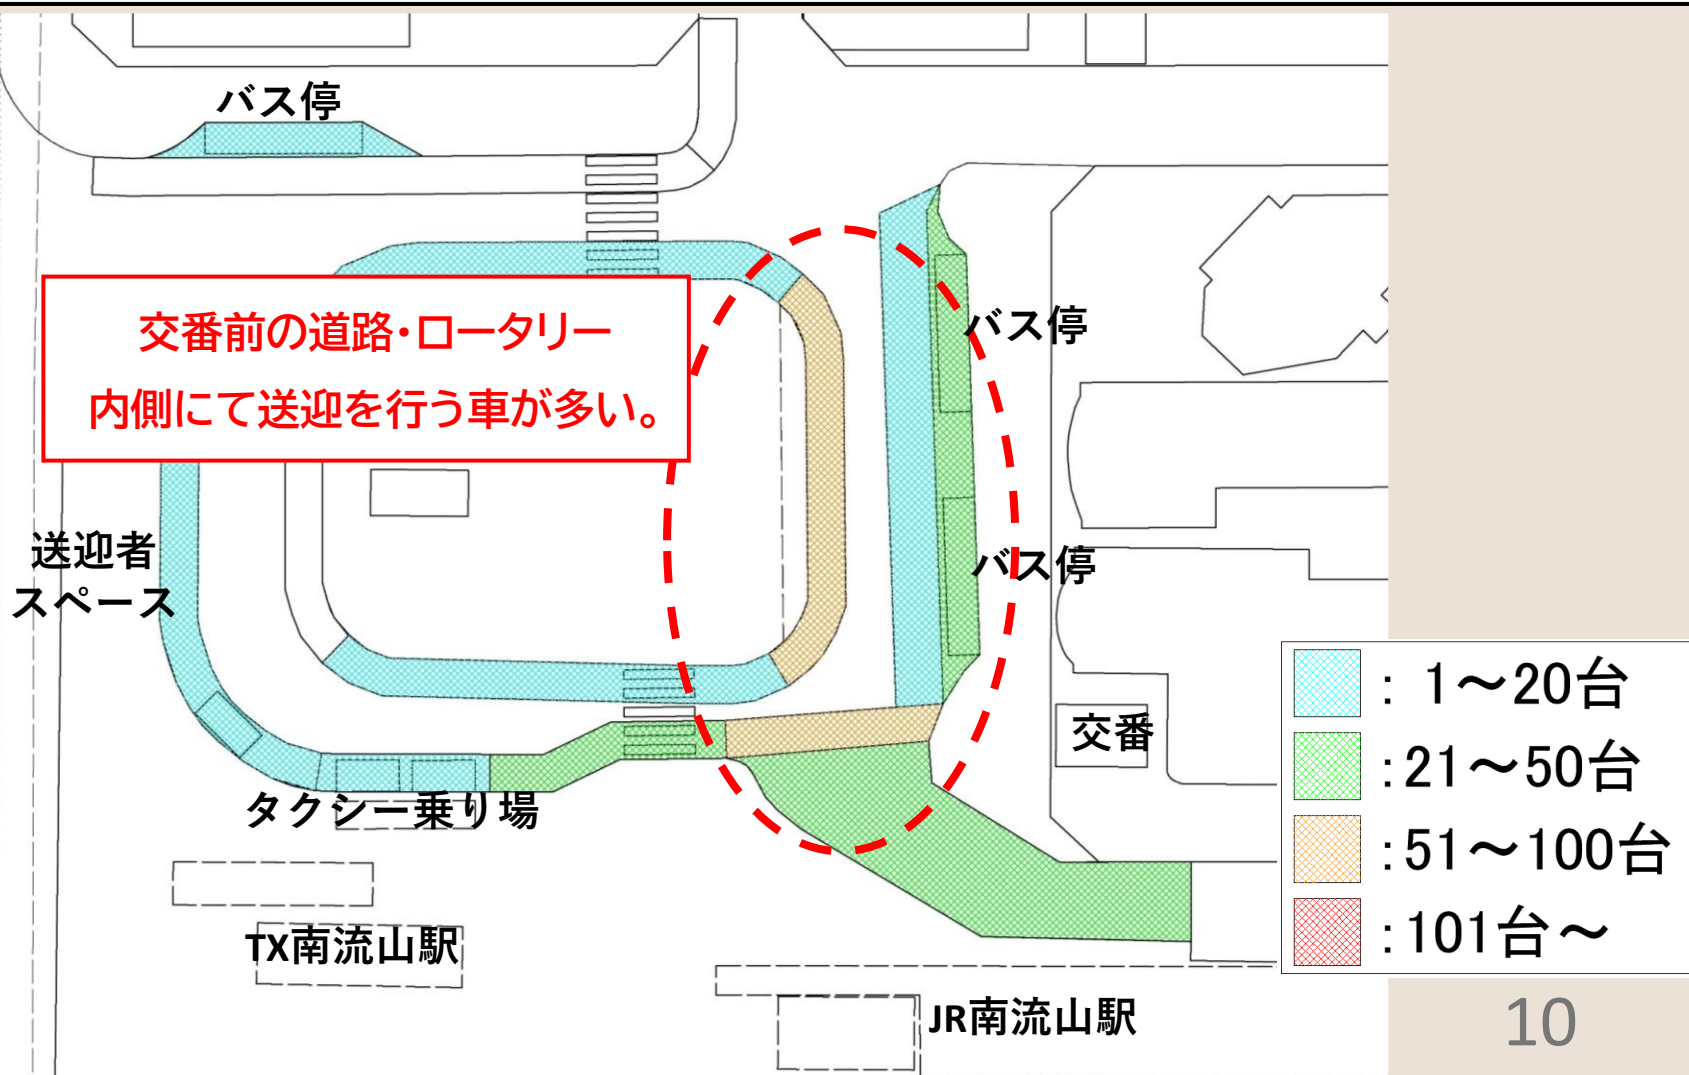 バス停
交番前の道路・ロータリー
内側にて送迎を行う車が多い。
バス停
送迎者
スペース
バス停
タクシー乗り場
交番
TX南流山駅
JR南流山駅
：1～20台
：21～50台
：51～100台
：101台～
10